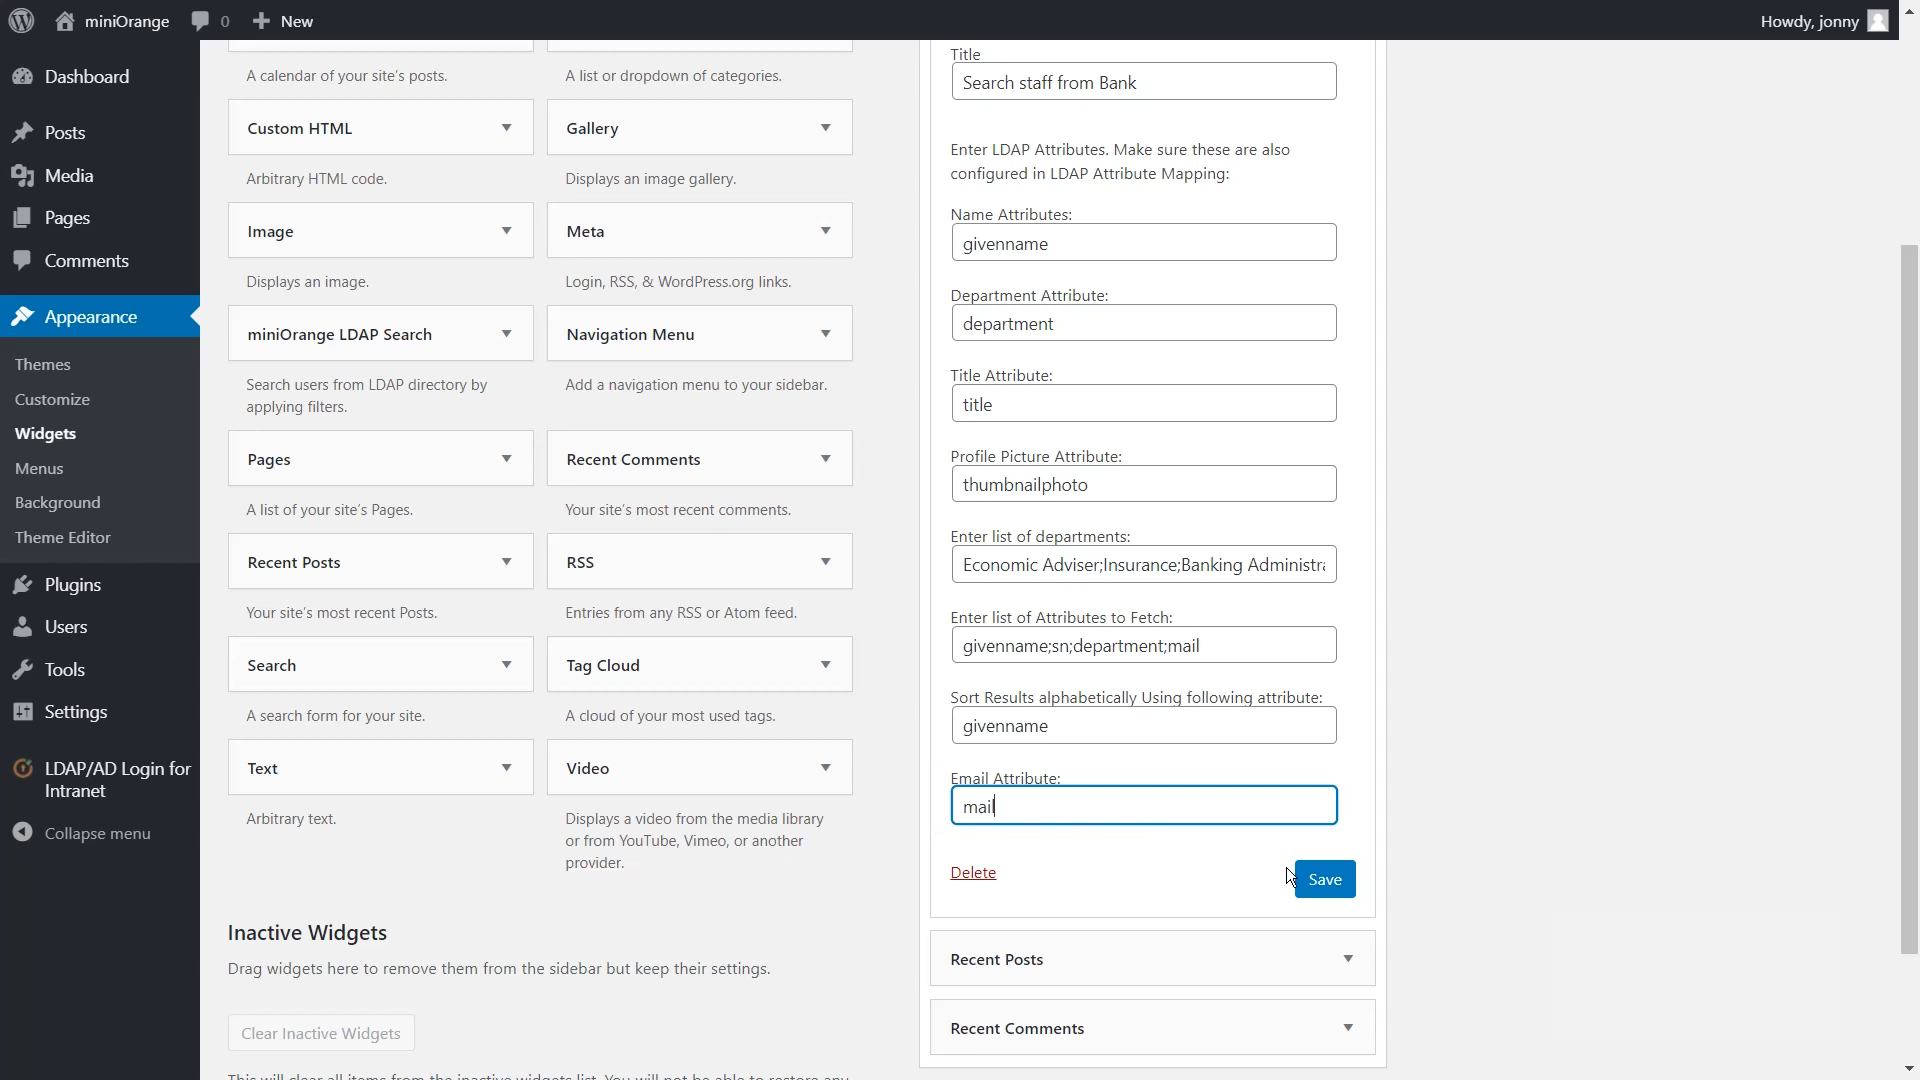 miniOrange
0
New
Howdy, jonny
Dashboard
Posts
Media
Pages
Comments
Appearance
Themes
Customize
Widgets
Menus
Background
Theme Editor
Plugins
Users
Tools
Settings
LDAP/AD Login for
Intranet
Collapse menu
A calendar of your site's posts.
A list or dropdown of categories.
Custom HTML
Gallery
Arbitrary HTML code.
Displays an image gallery.
Image
Meta
Displays an image.
Login, RSS, & WordPress.org links.
miniOrange LDAP Search
Navigation Menu
Search users from LDAP directory by
applying filters.
Add a navigation menu to your sidebar.
Pages
Recent Comments
A list of your site's Pages.
Your site's most recent comments.
Recent Posts
RSS
Your site's most recent Posts.
Entries from any RSS or Atom feed.
Search
Tag Cloud
A search form for your site.
A cloud of your most used tags.
Text
Video
Arbitrary text.
Displays a video from the media library
or from YouTube, Vimeo, or another
provider.
Inactive Widgets
Drag widgets here to remove them from the sidebar but keep their settings.
Clear Inactive Widgets
This will clear all items from the inactive widgets list. You will not be able to restore any
Title
Search staff from Bank
Enter LDAP Attributes. Make sure these are also
configured in LDAP Attribute Mapping:
Name Attributes:
givenname
Department Attribute:
department
Title Attribute:
title
Profile Picture Attribute:
thumbnailphoto
Enter list of departments:
Economic Adviser;Insurance;Banking Administra
Enter list of Attributes to Fetch:
givenname;sn;department;mail
Sort Results alphabetically Using following attribute:
givenname
Email Attribute:
mail
Delete
Save
Recent Posts
Recent Comments